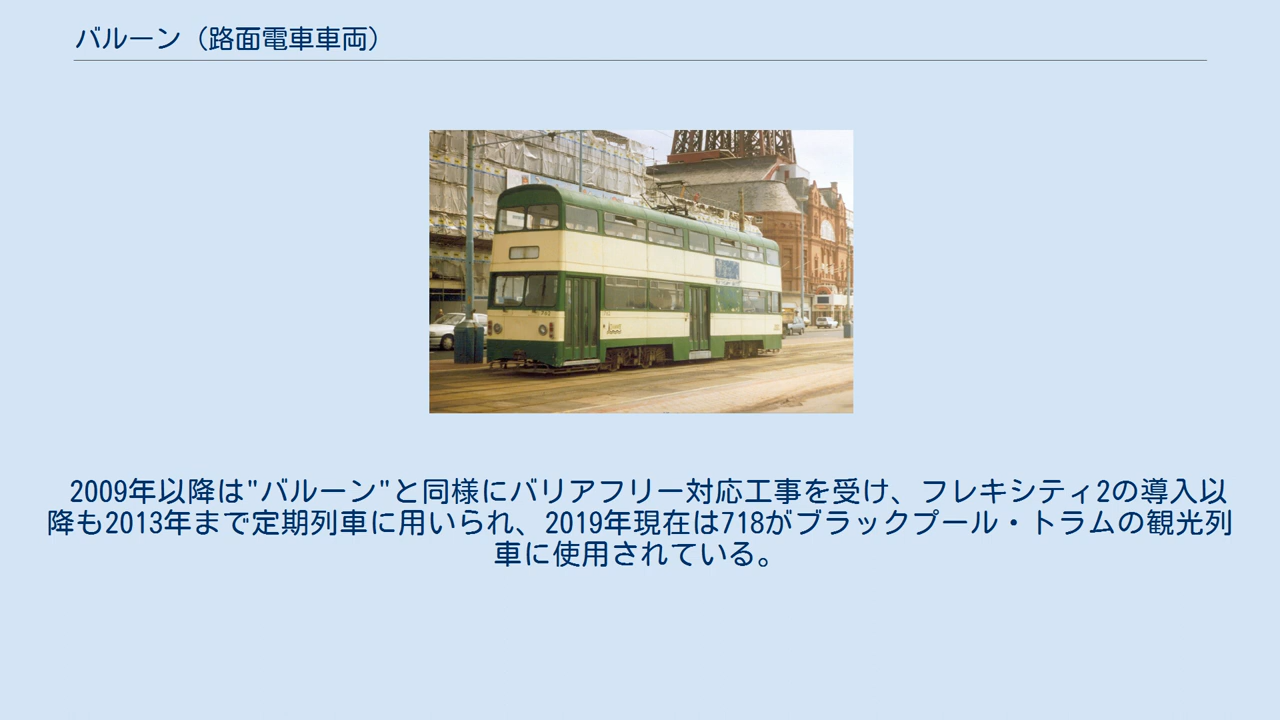 バルーン（路面電車車両）
2009年以降は"バルーン"と同様にバリアフリー対応工事を受け、フレキシティ2の導入以
降も2013年まで定期列車に用いられ、2019年現在は718がブラックプール・トラムの観光列
車に使用されている。